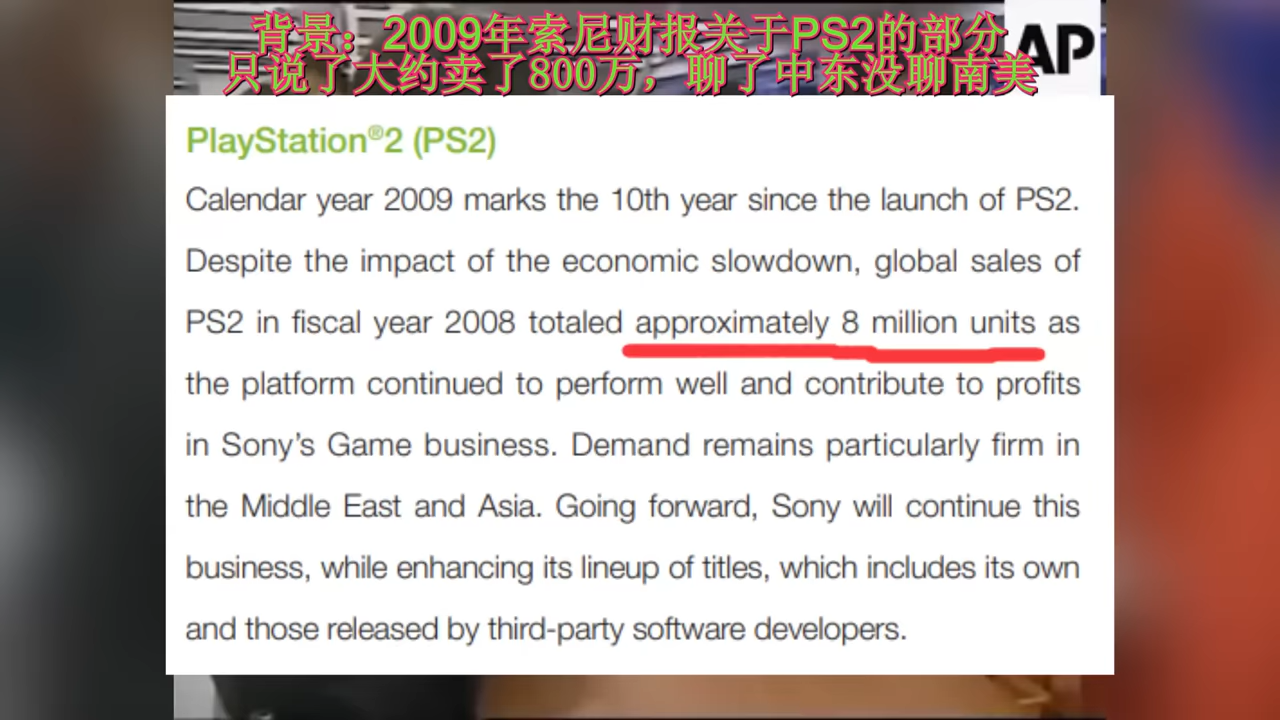 背景：2009年索尼财报关于PS2的部分
只说了大约卖了800万，聊了中东没聊南美
AP
PlayStation®2 (PS2)
Calendar year 2009 marks the 10th year since the launch of PS2.
Despite the impact of the economic slowdown, global sales of
PS2 in fiscal year 2008 totaled approximately 8 million units as
the platform continued to perform well and contribute to profits
in Sony’s Game business. Demand remains particularly firm in
the Middle East and Asia. Going forward, Sony will continue this
business, while enhancing its lineup of titles, which includes its own
and those released by third-party software developers.